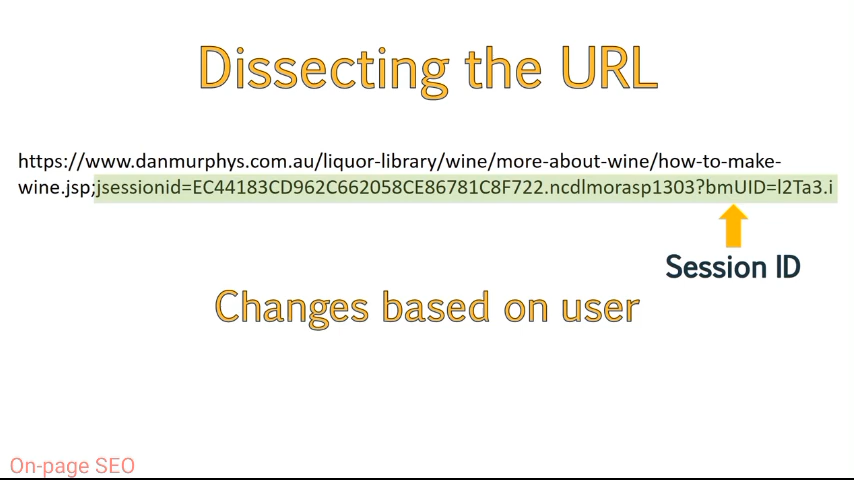 Dissecting the URL
https://www.danmurphys.com.au/liquor-library/wine/more-about-wine/how-to-make-
wine.jsp;jsessionid=EC44183CD962C662058CE86781C8F722.ncdlmorasp1303?bmUID=l2Ta3.i
Session ID
Changes based on user
On-page SEO